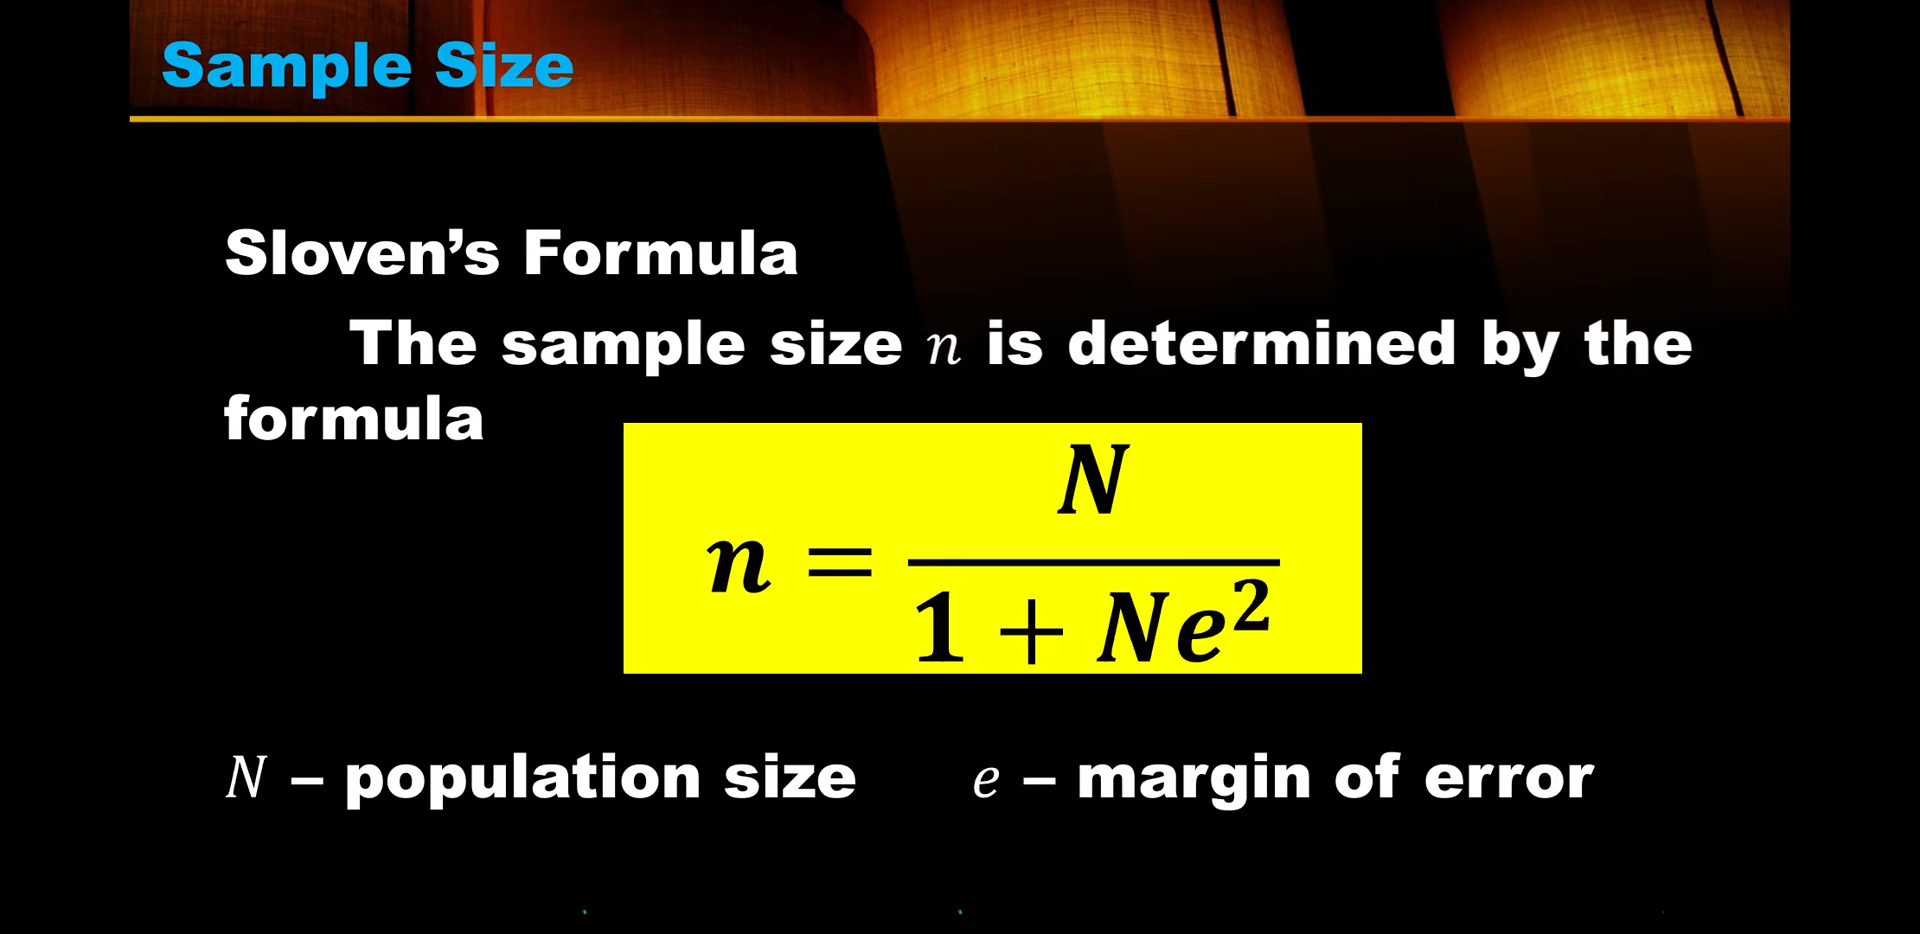 Sample Size
Sloven’s Formula
The sample size n is determined by the
formula
n = N / 1 + Ne²
N – population size e – margin of error